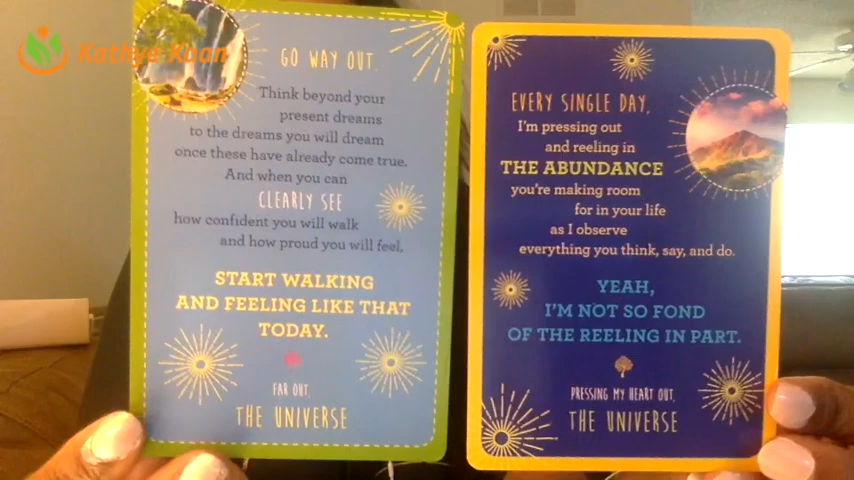 Kathye Kaan
GO WAY OUT.
Think beyond your
present dreams
to the dreams you will dream
once these have already come true.
And when you can
CLEARLY SEE
how confident you will walk
and how proud you will feel,
START WALKING
AND FEELING LIKE THAT
TODAY.
FAR OUT,
THE UNIVERSE
EVERY SINGLE DAY,
I'm pressing out
and reeling in
THE ABUNDANCE
you're making room
for in your life
as I observe
everything you think, say, and do.
YEAH,
I'M NOT SO FOND
OF THE REELING IN PART.
PRESSING MY HEART OUT,
THE UNIVERSE